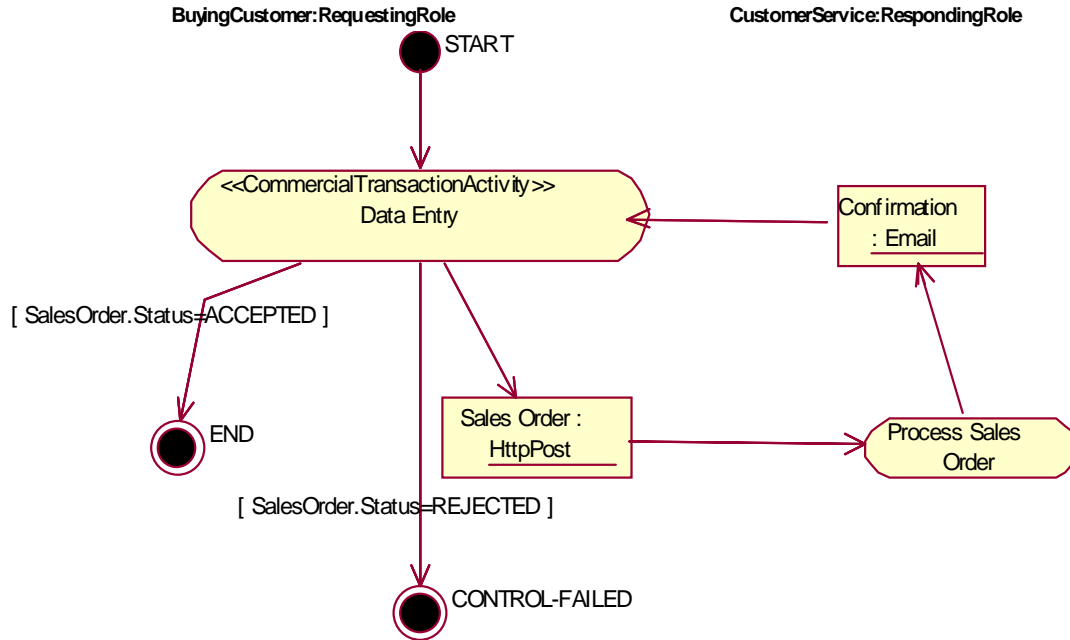 BuyingCustomer:RequestingRole
CustomerService:RespondingRole
START
<<CommercialTransactionActivity>>
Data Entry
Confirmation
: Email
[ SalesOrder.Status=ACCEPTED ]
END
Sales Order :
HttpPost
Process Sales
Order
[ SalesOrder.Status=REJECTED ]
CONTROL-FAILED